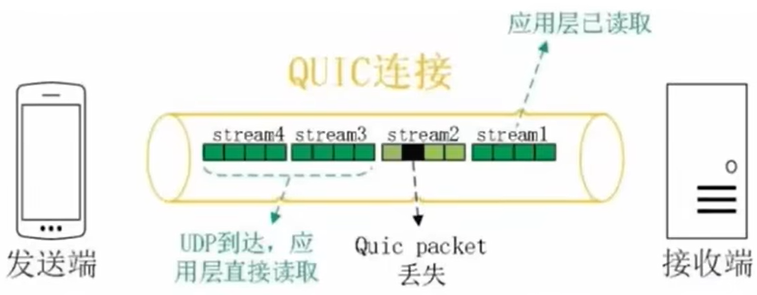 应用层已读取
QUIC连接
stream4 stream3 stream2 stream1
UDP到达，应
用层直接读取
Quic packet
丢失
发送端
接收端